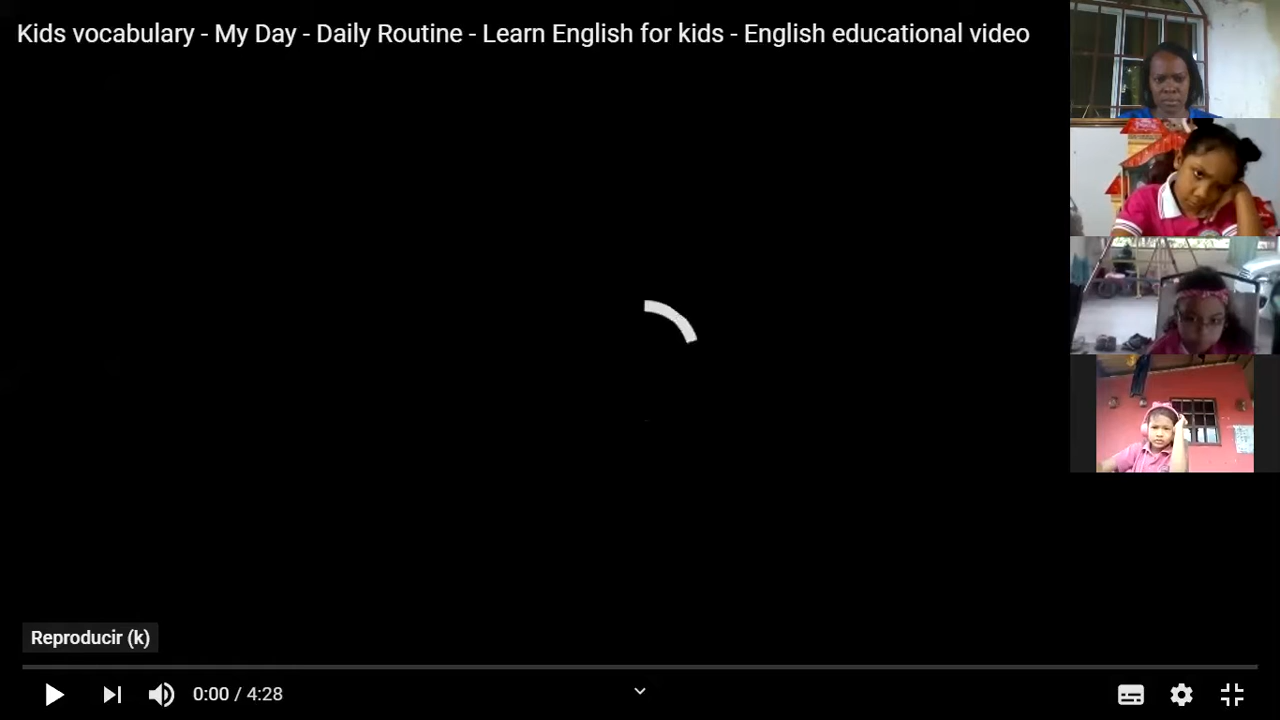 Kids vocabulary - My Day - Daily Routine - Learn English for kids - English educational video
Reproducir (k)
0:00 / 4:28